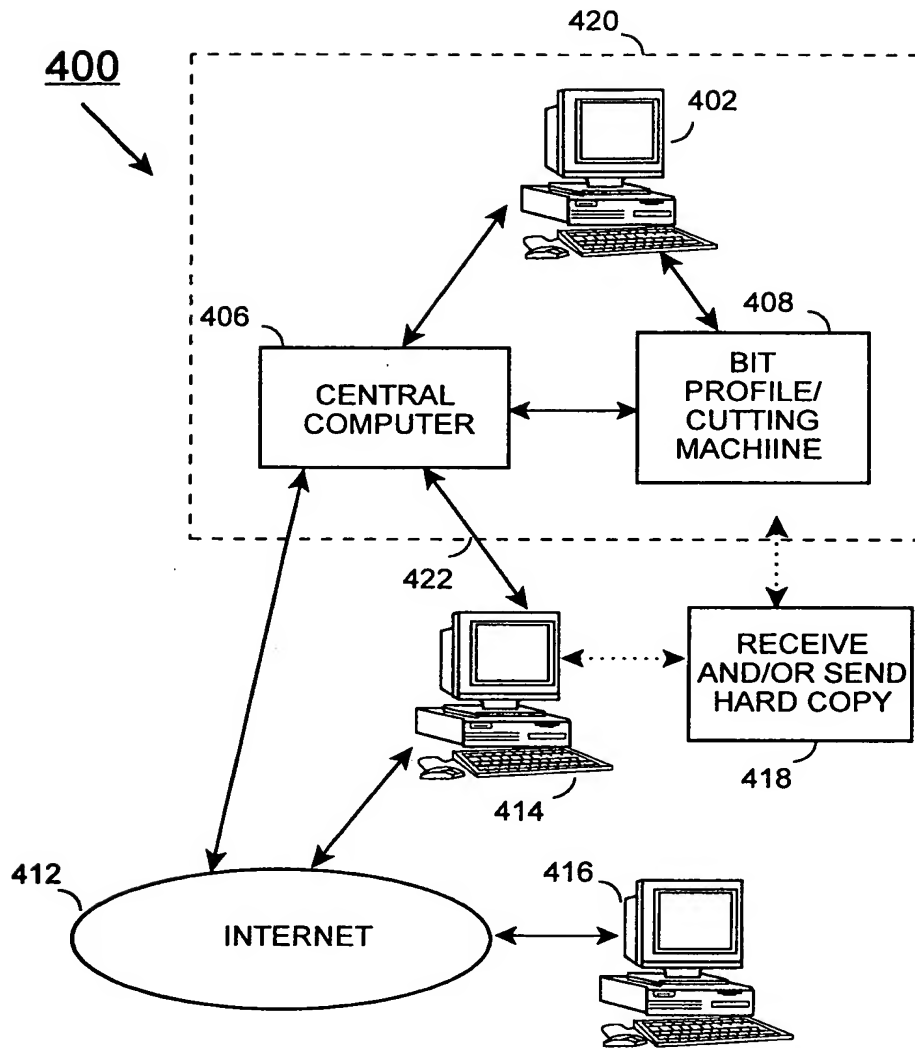 420
400
402
406
408
CENTRAL
COMPUTER
BIT
PROFILE/
CUTTING
MACHIINE
422
RECEIVE
AND/OR SEND
HARD COPY
414
418
412
416
INTERNET